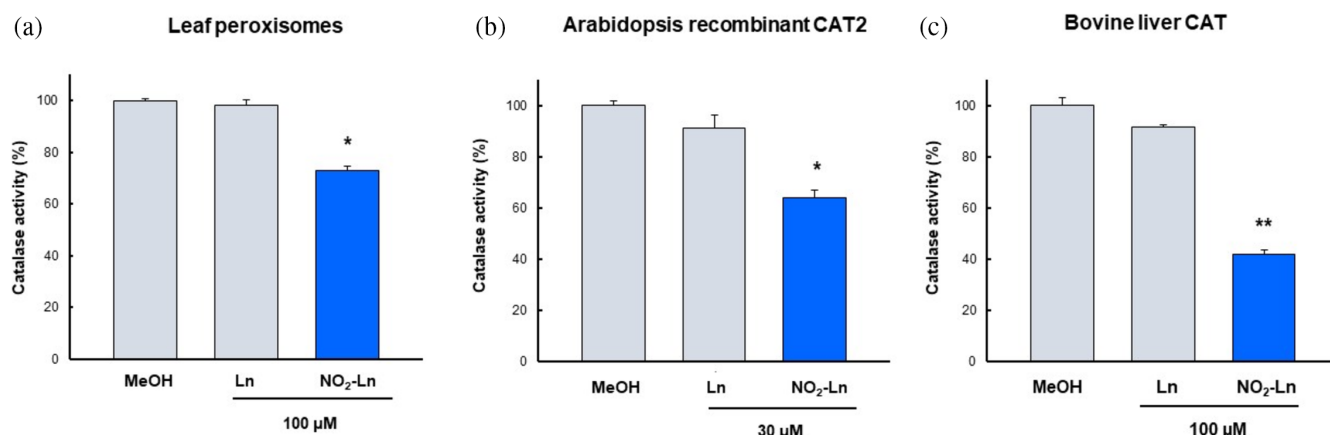 (a) Leaf peroxisomes
Catalase activity (%)
100
80
60
40
20
0
*
MeOH Ln NO₂-Ln
100 µM
(b) Arabidopsis recombinant CAT2
Catalase activity (%)
100
80
60
40
20
0
*
MeOH Ln NO₂-Ln
30 µM
(c) Bovine liver CAT
Catalase activity (%)
100
80
60
40
20
0
**
MeOH Ln NO₂-Ln
100 µM